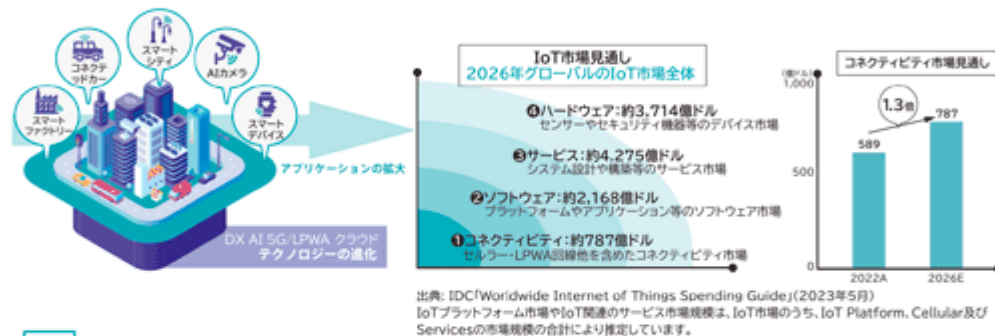 スマート
ファクトリー
コネク
テッドカー
スマート
シティ
AIカメラ
スマート
デバイス
アプリケーションの拡大
DX AI 5G/LPWA クラウド
テクノロジーの進化
IoT市場見通し
2026年グローバルのIoT市場全体
❹ハードウェア:約3,714億ドル
センサーやセキュリティ機器等のデバイス市場
❸サービス:約4,275億ドル
システム設計や構築等のサービス市場
❷ソフトウェア:約2,168億ドル
プラットフォームやアプリケーション等のソフトウェア市場
❶コネクティビティ:約787億ドル
セルラー・LPWA回線他を含めたコネクティビティ市場
コネクティビティ市場見通し
(億ドル)
1,000
500
0
1.3倍
589
787
2022A
2026E
出典: IDC「Woridwide Internet of Things Spending Guide」(2023年5月)
IoTプラットフォーム市場やIoT関連のサービス市場規模は、IoT市場のうち、IoT Platform、Cellular及び
Servicesの市場規模の合計により推定しています。